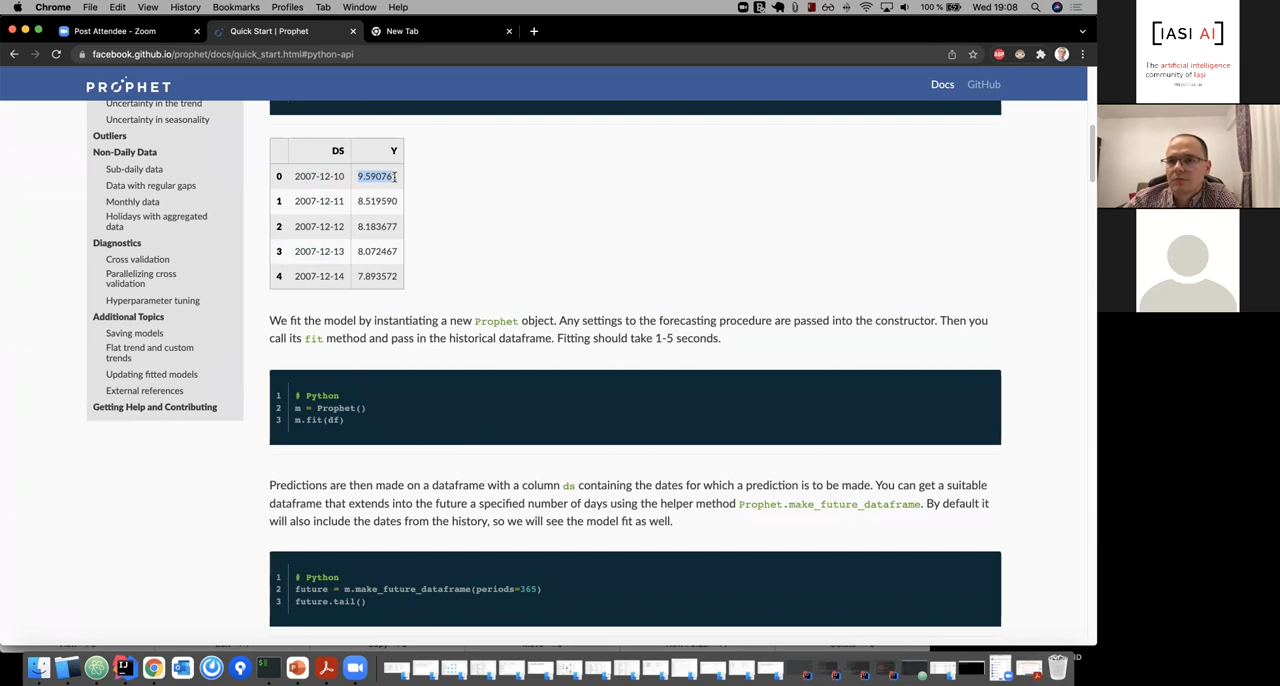 Chrome File Edit View History Bookmarks Profiles Tab Window Help 100 % Wed 19:08
Post Attendee - Zoom Quick Start | Prophet New Tab
facebook.github.io/prophet/docs/quick_start.html#python-api
PROPHET Docs GitHub
Uncertainty in the trend
Uncertainty in seasonality
Outliers
Non-Daily Data
Sub-daily data
Data with regular gaps
Monthly data
Holidays with aggregated
data
Diagnostics
Cross validation
Parallelizing cross
validation
Hyperparameter tuning
Additional Topics
Saving models
Flat trend and custom
trends
Updating fitted models
External references
Getting Help and Contributing
DS Y
0 2007-12-10 9.59076
1 2007-12-11 8.519590
2 2007-12-12 8.183677
3 2007-12-13 8.072467
4 2007-12-14 7.893572
We fit the model by instantiating a new Prophet object. Any settings to the forecasting procedure are passed into the constructor. Then you
call its fit method and pass in the historical dataframe. Fitting should take 1-5 seconds.
1 # Python
2 m = Prophet()
3 m.fit(df)
Predictions are then made on a dataframe with a column ds containing the dates for which a prediction is to be made. You can get a suitable
dataframe that extends into the future a specified number of days using the helper method Prophet.make_future_dataframe. By default it
will also include the dates from the history, so we will see the model fit as well.
1 # Python
2 future = m.make_future_dataframe(periods=365)
3 future.tail()
[IASI AI]
The artificial intelligence
community of Iași